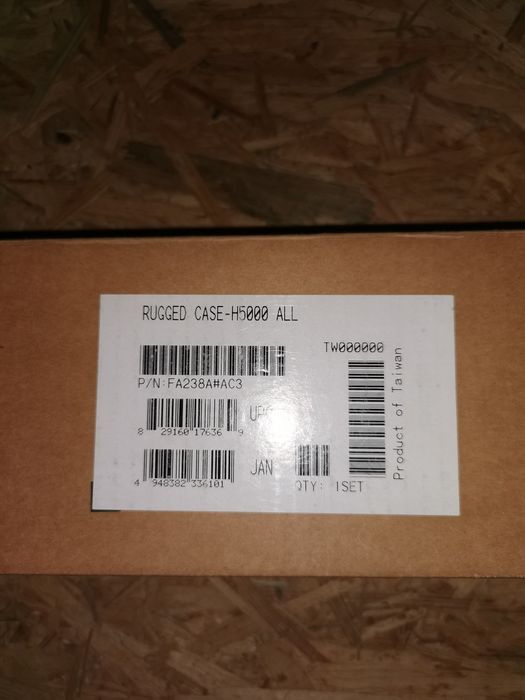 RUGGED CASE-H5000 ALL
TW000000
P/N:FA238A#AC3
Product of Taiwan
UPC
8 29160 17636 9
JAN
4 948382 336101
QTY: 1SET